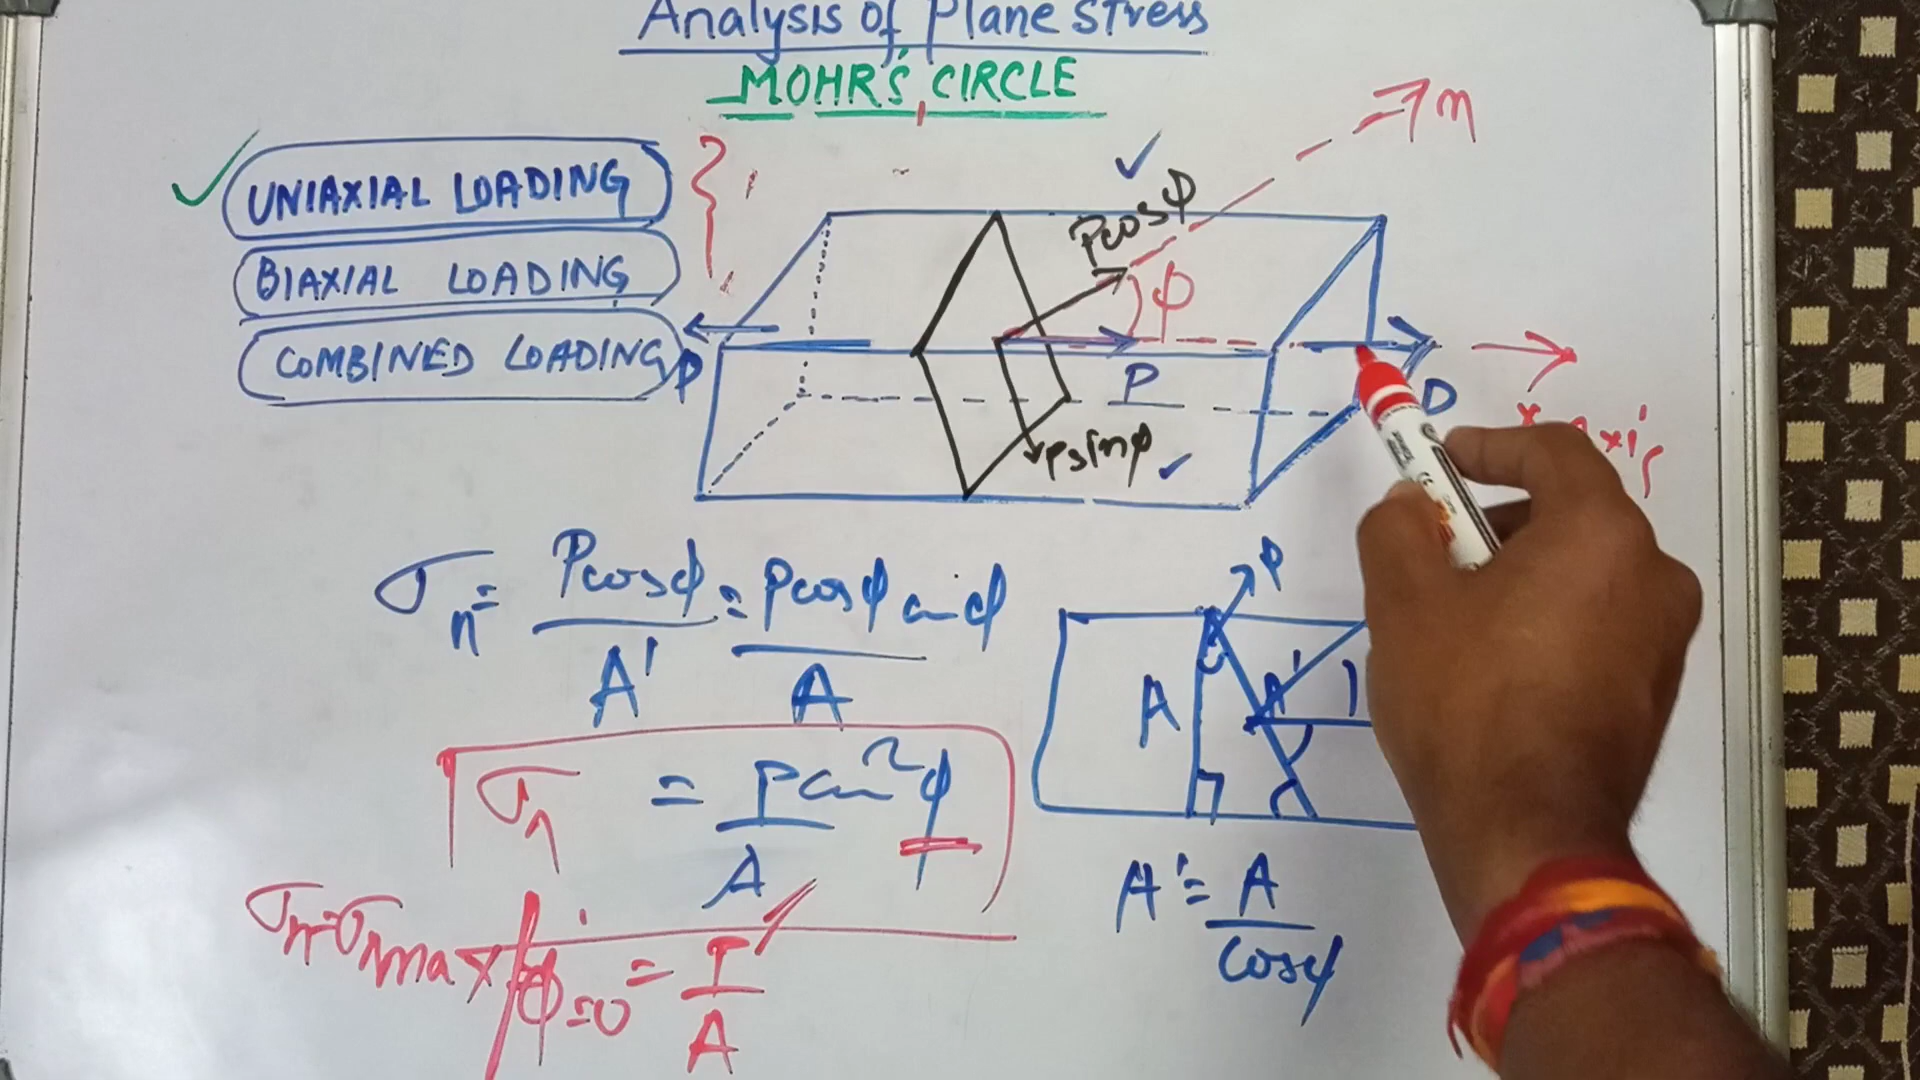 Analysis of Plane Stress
MOHR'S CIRCLE
UNIAXIAL LOADING
BIAXIAL LOADING
COMBINED LOADING
n
Pcosφ
φ
P
P
P
Psinφ
x axis
σn = Pcosφ / A' = Pcosφ cosφ / A
σn = P cos²φ / A
σn = σmax | φ=0 = P / A
P
A
A'
A' = A / cosφ